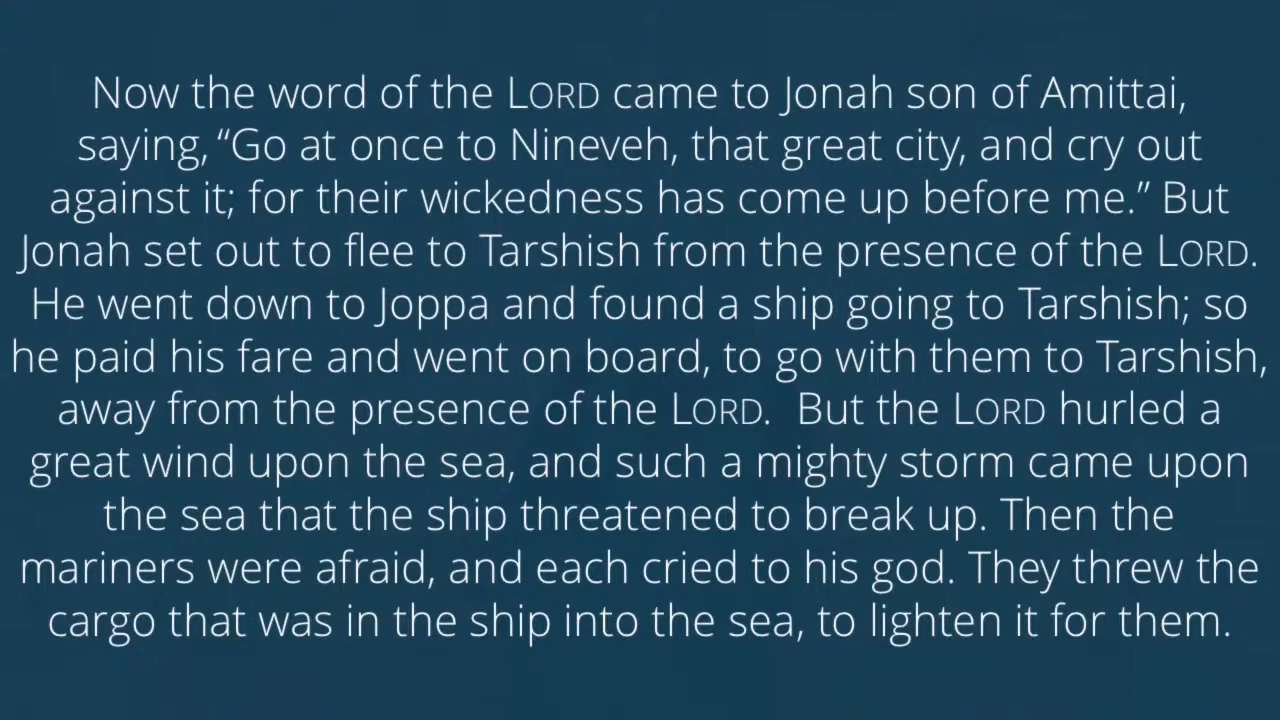 Now the word of the LORD came to Jonah son of Amittai,
saying, “Go at once to Nineveh, that great city, and cry out
against it; for their wickedness has come up before me.” But
Jonah set out to flee to Tarshish from the presence of the LORD.
He went down to Joppa and found a ship going to Tarshish; so
he paid his fare and went on board, to go with them to Tarshish,
away from the presence of the LORD.  But the LORD hurled a
great wind upon the sea, and such a mighty storm came upon
the sea that the ship threatened to break up. Then the
mariners were afraid, and each cried to his god. They threw the
cargo that was in the ship into the sea, to lighten it for them.